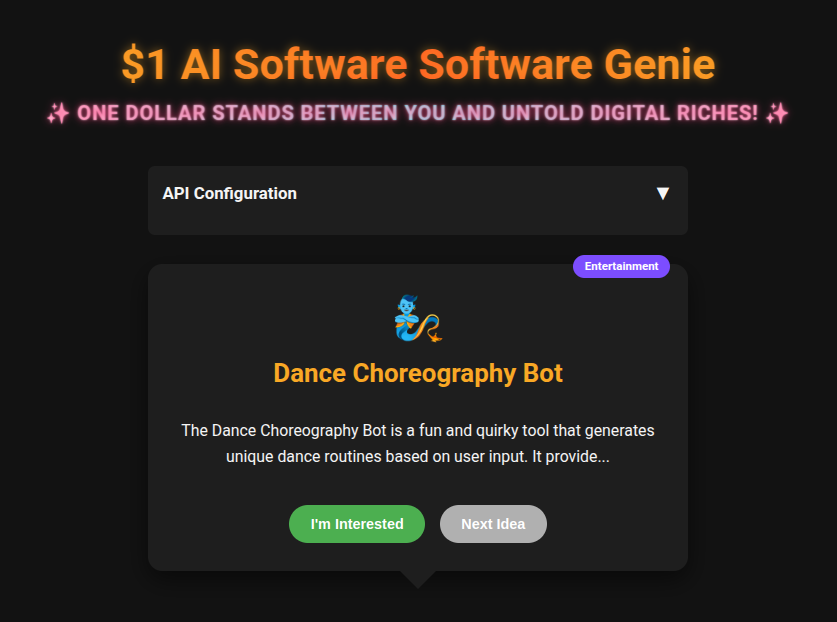 $1 AI Software Software Genie
✨ ONE DOLLAR STANDS BETWEEN YOU AND UNTOLD DIGITAL RICHES! ✨
API Configuration ▼
Entertainment
Dance Choreography Bot
The Dance Choreography Bot is a fun and quirky tool that generates
unique dance routines based on user input. It provide...
I'm Interested
Next Idea